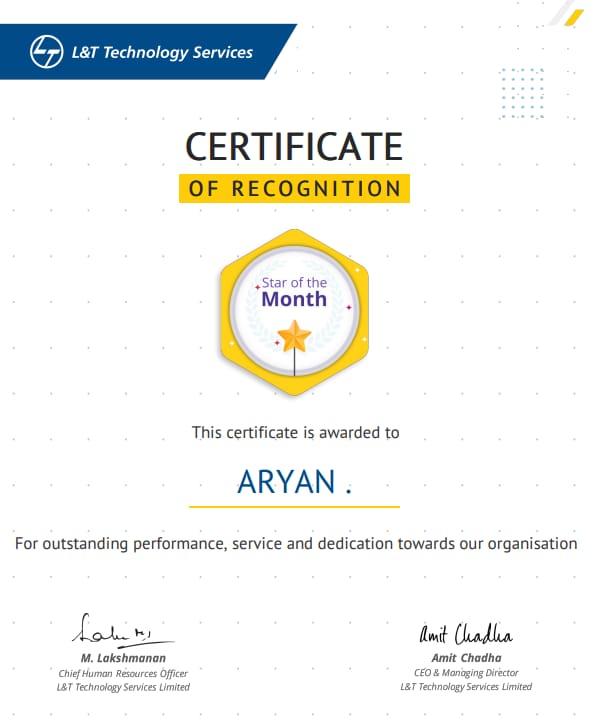 L&T Technology Services
CERTIFICATE
OF RECOGNITION
Star of the
Month
This certificate is awarded to
ARYAN .
For outstanding performance, service and dedication towards our organisation
Amit Chadha
M. Lakshmanan
Chief Human Resources Officer
L&T Technology Services Limited
Amit Chadha
CEO & Managing Director
L&T Technology Services Limited